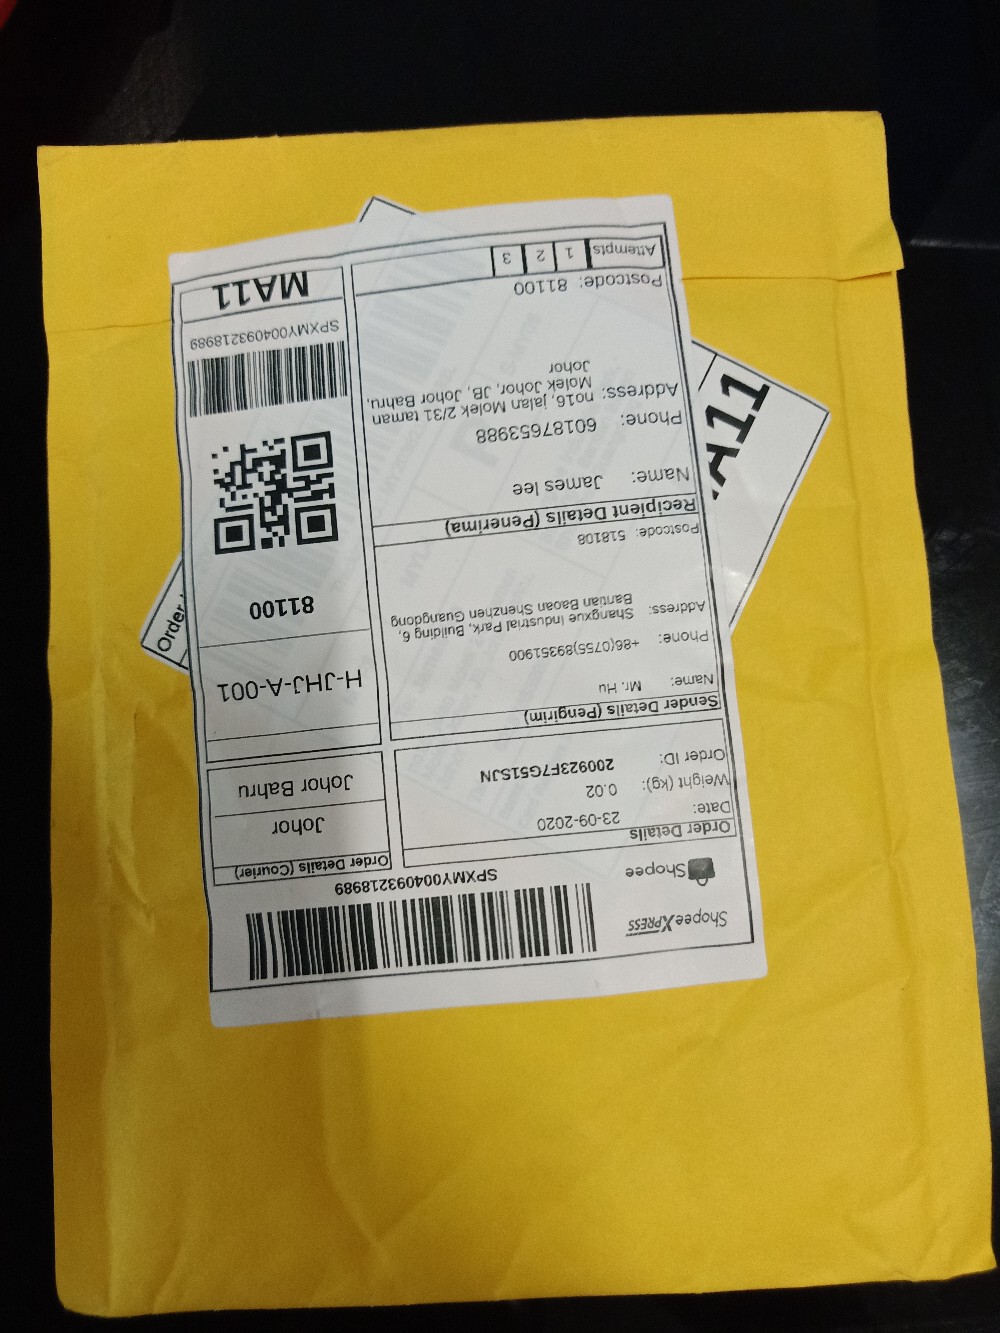 ShopeeXPRESS
Shopee
SPXMY004093218989
Order Details
Date: 23-09-2020
Weight (kg): 0.02
Order ID: 200923F7G51SJN
Order Details (Courier)
Johor
Johor Bahru
Sender Details (Pengirim)
Name: Mr. Hu
Phone: +86(0755)89351900
Address: Shangxue Industrial Park, Building 6,
Bantian Baoan Shenzhen Guangdong
Postcode: 518108
Recipient Details (Penerima)
Name: James lee
Phone: 60187653988
Address: no16, jalan Molek 2/31 taman
Molek Johor, JB, Johor Bahru,
Johor
Postcode: 81100
Attempts 1 2 3
H-JHJ-A-001
81100
SPXMY004093218989
MA11
Order
A11